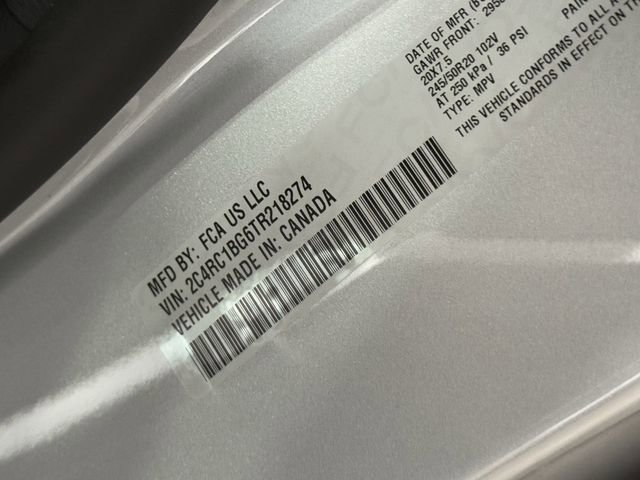 MFD BY: FCA US LLC
VIN: 2C4RC1BG6TR218274
VEHICLE MADE IN: CANADA
DATE OF MFR
GAWR FRONT:
20X7.5
245/50R20 102V
AT 250 kPa / 36 PSI
TYPE: MPV
THIS VEHICLE CONFORMS TO ALL
STANDARDS IN EFFECT ON